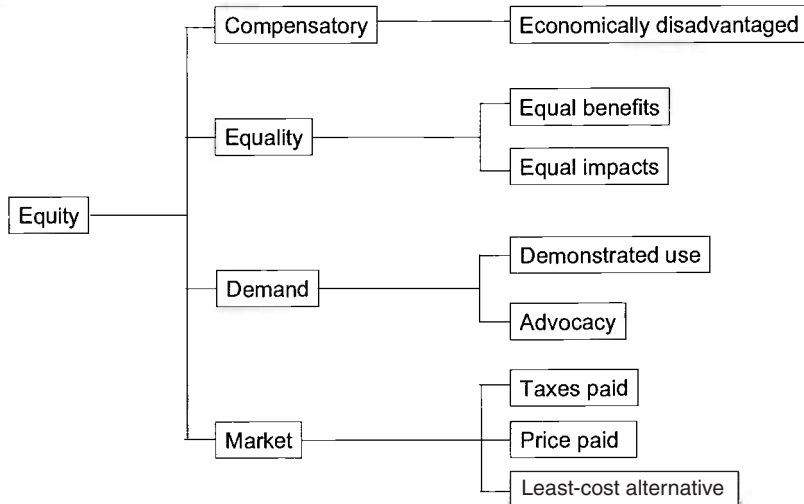 Compensatory
Economically disadvantaged
Equality
Equal benefits
Equal impacts
Equity
Demand
Demonstrated use
Advocacy
Market
Taxes paid
Price paid
Least-cost alternative